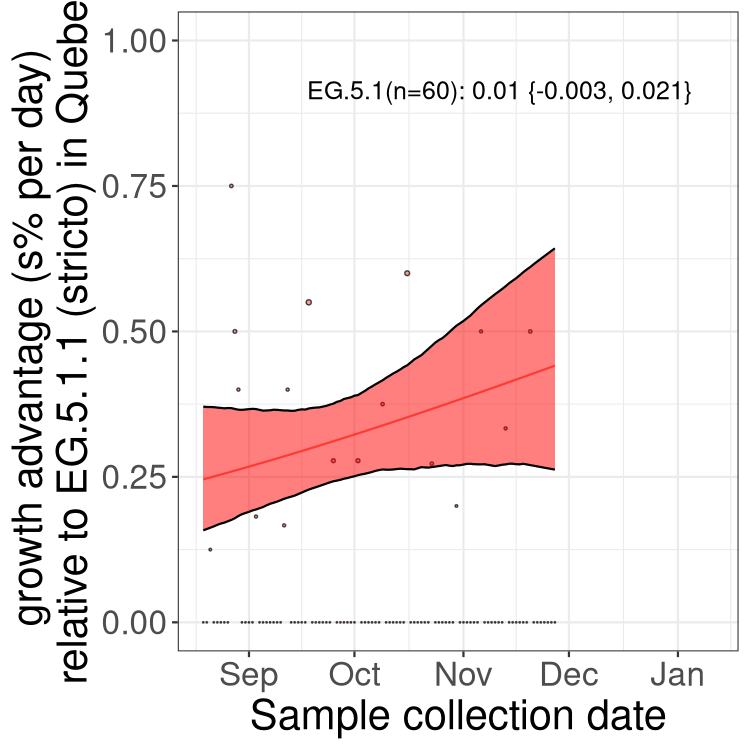 growth advantage (s% per day)
relative to EG.5.1.1 (stricto) in Quebe
1.00
0.75
0.50
0.25
0.00
EG.5.1(n=60): 0.01 {-0.003, 0.021}
Sep Oct Nov Dec Jan
Sample collection date